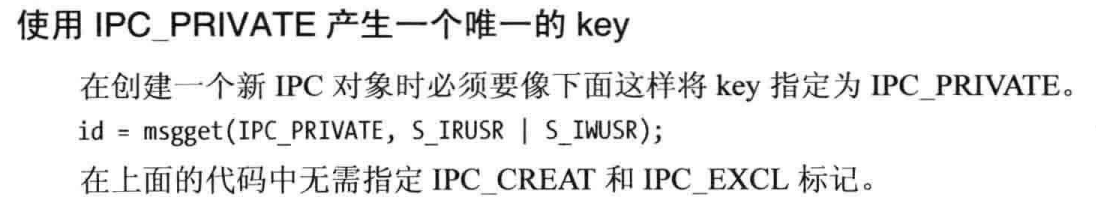 使用 IPC_PRIVATE 产生一个唯一的 key
在创建一个新 IPC 对象时必须要像下面这样将 key 指定为 IPC_PRIVATE。
id = msgget(IPC_PRIVATE, S_IRUSR | S_IWUSR);
在上面的代码中无需指定 IPC_CREAT 和 IPC_EXCL 标记。